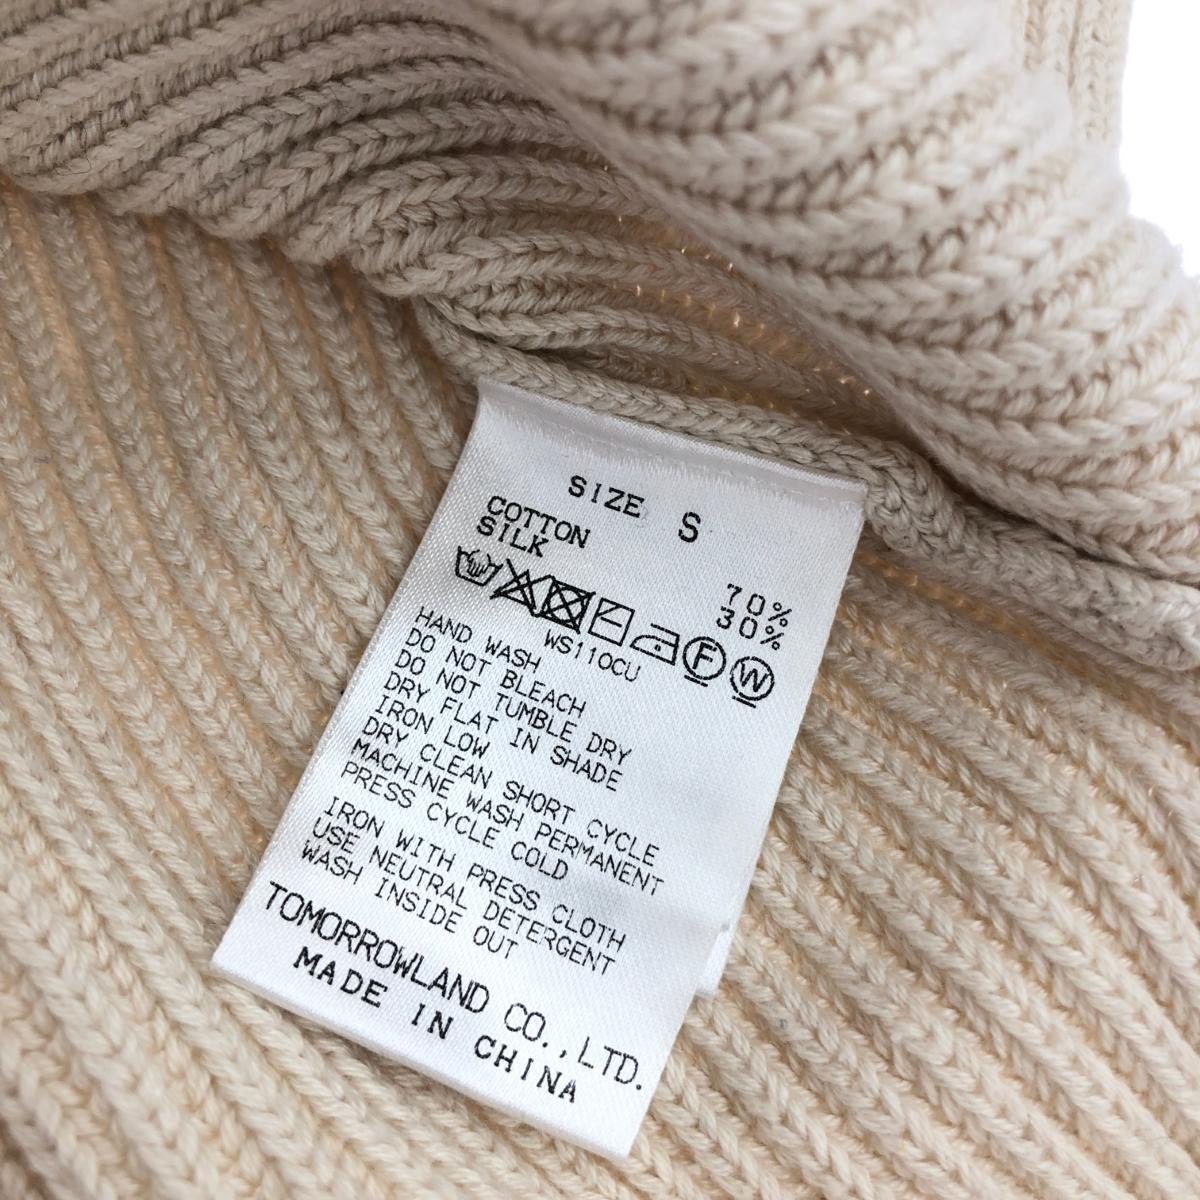 SIZE S
COTTON 70%
SILK 30%
F W
WS110CU
HAND WASH
DO NOT BLEACH
DO NOT TUMBLE DRY
DRY FLAT IN SHADE
IRON LOW
DRY CLEAN SHORT CYCLE
MACHINE WASH PERMANENT
PRESS CYCLE COLD
IRON WITH PRESS CLOTH
USE NEUTRAL DETERGENT
WASH INSIDE OUT
TOMORROWLAND CO.,LTD.
MADE IN CHINA